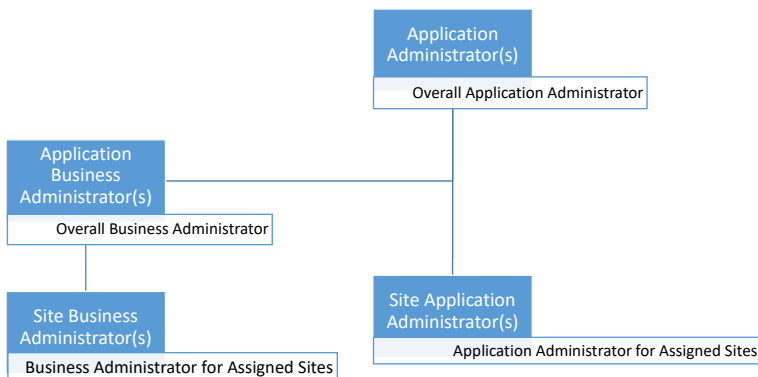 Application
Administrator(s)
Overall Application Administrator
Application
Business
Administrator(s)
Overall Business Administrator
Site Business
Administrator(s)
Business Administrator for Assigned Sites
Site Application
Administrator(s)
Application Administrator for Assigned Sites